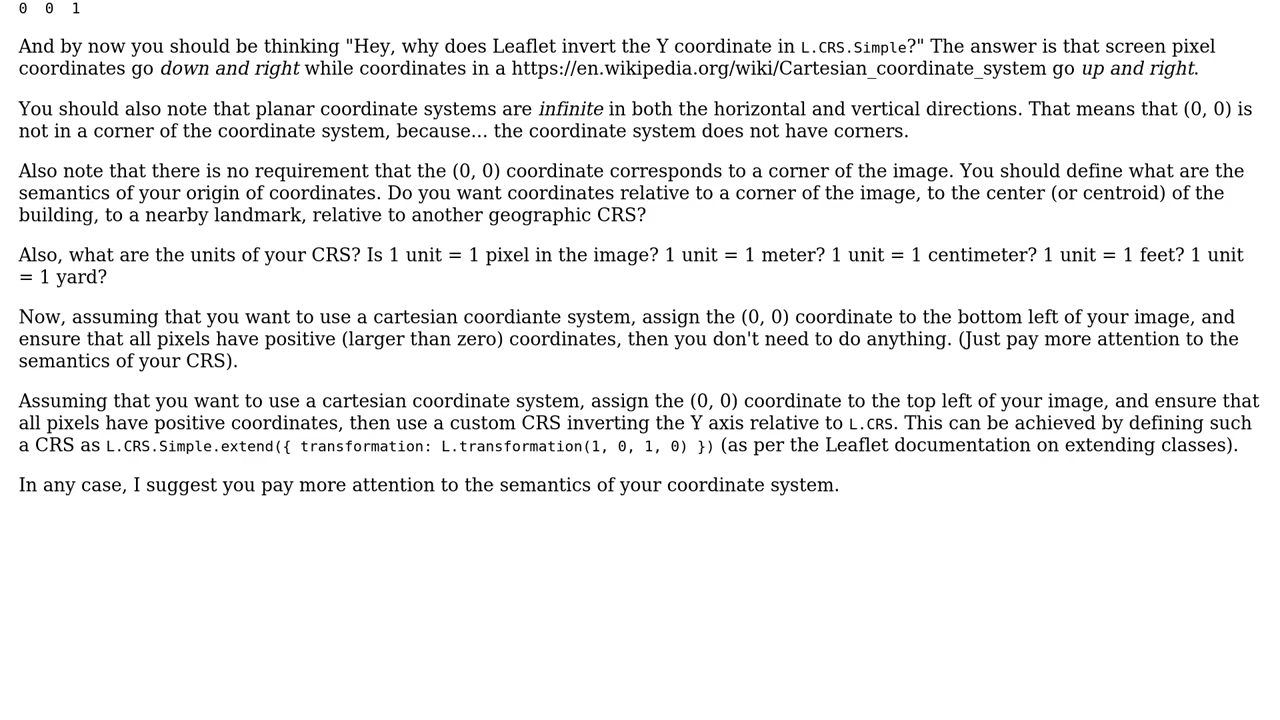 0  0  1
And by now you should be thinking "Hey, why does Leaflet invert the Y coordinate in L.CRS.Simple?" The answer is that screen pixel
coordinates go down and right while coordinates in a https://en.wikipedia.org/wiki/Cartesian_coordinate_system go up and right.
You should also note that planar coordinate systems are infinite in both the horizontal and vertical directions. That means that (0, 0) is
not in a corner of the coordinate system, because... the coordinate system does not have corners.
Also note that there is no requirement that the (0, 0) coordinate corresponds to a corner of the image. You should define what are the
semantics of your origin of coordinates. Do you want coordinates relative to a corner of the image, to the center (or centroid) of the
building, to a nearby landmark, relative to another geographic CRS?
Also, what are the units of your CRS? Is 1 unit = 1 pixel in the image? 1 unit = 1 meter? 1 unit = 1 centimeter? 1 unit = 1 feet? 1 unit
= 1 yard?
Now, assuming that you want to use a cartesian coordiante system, assign the (0, 0) coordinate to the bottom left of your image, and
ensure that all pixels have positive (larger than zero) coordinates, then you don't need to do anything. (Just pay more attention to the
semantics of your CRS).
Assuming that you want to use a cartesian coordinate system, assign the (0, 0) coordinate to the top left of your image, and ensure that
all pixels have positive coordinates, then use a custom CRS inverting the Y axis relative to L.CRS. This can be achieved by defining such
a CRS as L.CRS.Simple.extend({ transformation: L.transformation(1, 0, 1, 0) }) (as per the Leaflet documentation on extending classes).
In any case, I suggest you pay more attention to the semantics of your coordinate system.